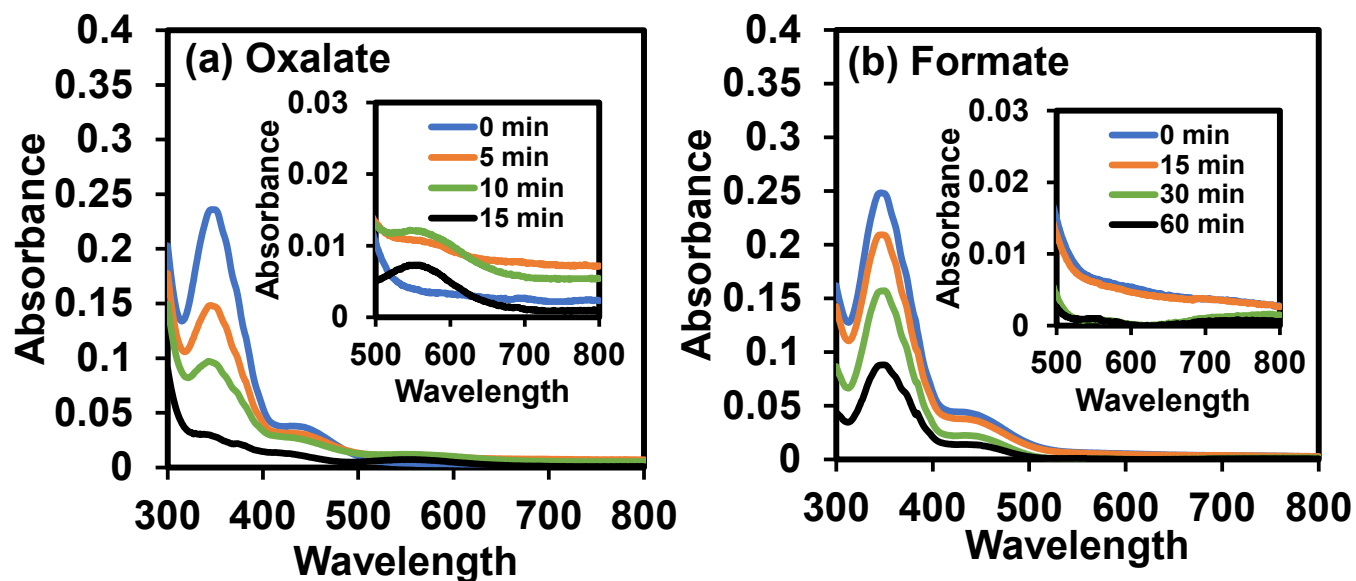 (a) Oxalate
Absorbance
0.4
0.35
0.3
0.25
0.2
0.15
0.1
0.05
0
300 400 500 600 700 800
Wavelength
Absorbance
0.03
0.02
0.01
0
500 600 700 800
Wavelength
0 min
5 min
10 min
15 min
(b) Formate
Absorbance
0.4
0.35
0.3
0.25
0.2
0.15
0.1
0.05
0
300 400 500 600 700 800
Wavelength
Absorbance
0.03
0.02
0.01
0
500 600 700 800
Wavelength
0 min
15 min
30 min
60 min